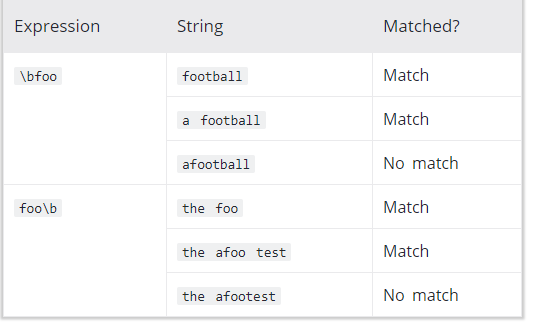 Expression String Matched?
\bfoo football Match
a football Match
afootball No match
foo\b the foo Match
the afoo test Match
the afootest No match